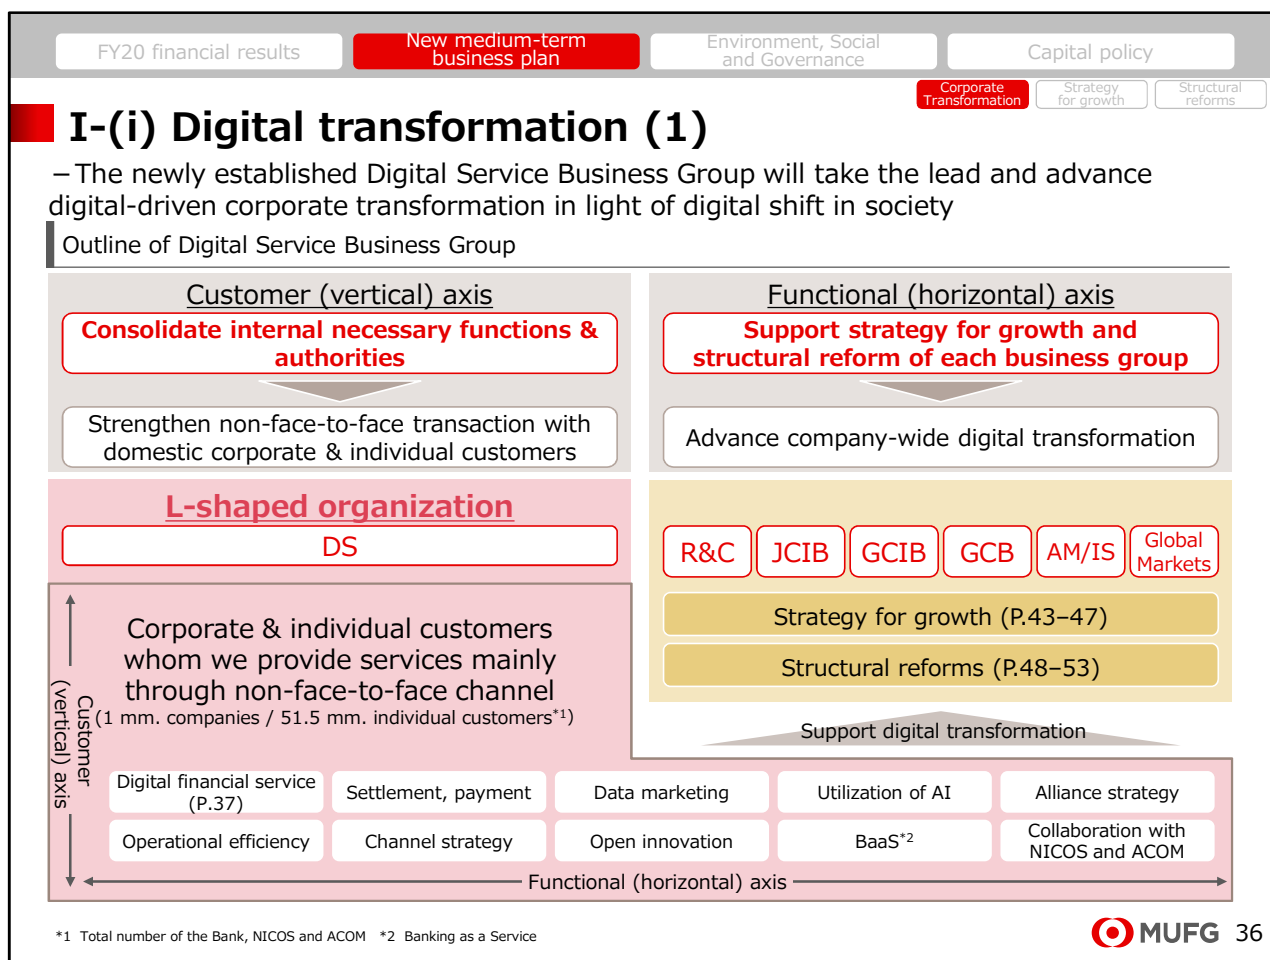 FY20 financial results
New medium-term
business plan
Environment, Social
and Governance
Capital policy
Corporate
Transformation
Strategy
for growth
Structural
reforms
I-(i) Digital transformation (1)
－The newly established Digital Service Business Group will take the lead and advance
digital-driven corporate transformation in light of digital shift in society
Outline of Digital Service Business Group
Customer (vertical) axis
Consolidate internal necessary functions &
authorities
Strengthen non-face-to-face transaction with
domestic corporate & individual customers
Functional (horizontal) axis
Support strategy for growth and
structural reform of each business group
Advance company-wide digital transformation
L-shaped organization
DS
R&C
JCIB
GCIB
GCB
AM/IS
Global
Markets
Strategy for growth (P.43–47)
Structural reforms (P.48–53)
Support digital transformation
Customer
(vertical) axis
Corporate & individual customers
whom we provide services mainly
through non-face-to-face channel
(1 mm. companies / 51.5 mm. individual customers*1)
Digital financial service
(P.37)
Settlement, payment
Data marketing
Utilization of AI
Alliance strategy
Operational efficiency
Channel strategy
Open innovation
BaaS*2
Collaboration with
NICOS and ACOM
Functional (horizontal) axis
*1 Total number of the Bank, NICOS and ACOM *2 Banking as a Service
MUFG 36